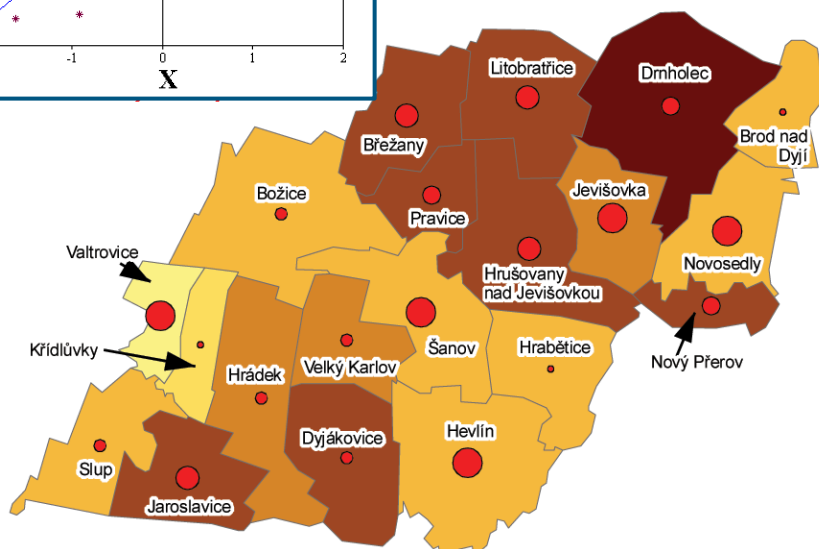 -1 0 1 2
X
Litobratřice
Drnholec
Břežany
Brod nad
Dyjí
Božice
Pravice
Jevišovka
Valtrovice
Novosedly
Hrušovany
nad Jevišovkou
Křídlůvky
Šanov
Hrabětice
Nový Přerov
Velký Karlov
Hrádek
Hevlín
Dyjákovice
Slup
Jaroslavice